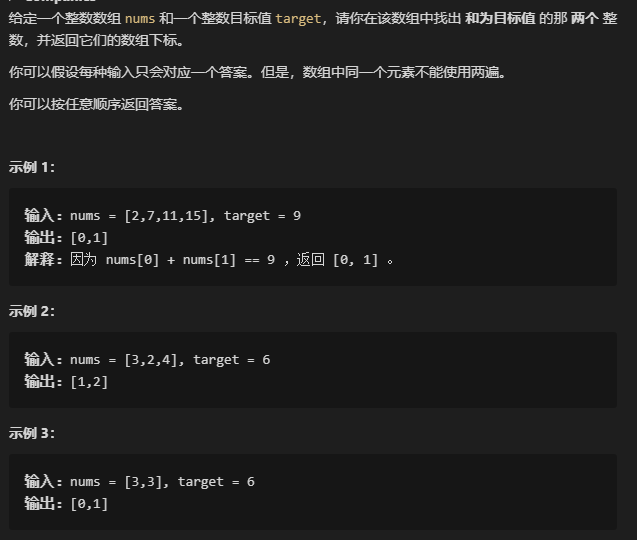 给定一个整数数组 nums 和一个整数目标值 target，请你在该数组中找出 和为目标值 的那 两个 整
数，并返回它们的数组下标。
你可以假设每种输入只会对应一个答案。但是，数组中同一个元素不能使用两遍。
你可以按任意顺序返回答案。
示例 1：
输入：nums = [2,7,11,15], target = 9
输出：[0,1]
解释：因为 nums[0] + nums[1] == 9 ，返回 [0, 1] 。
示例 2：
输入：nums = [3,2,4], target = 6
输出：[1,2]
示例 3：
输入：nums = [3,3], target = 6
输出：[0,1]